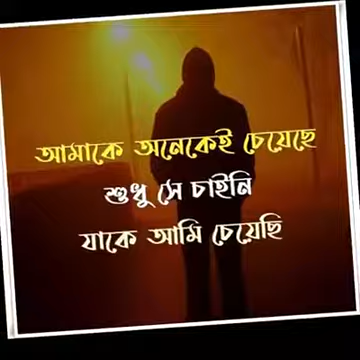 আমাকে অনেকেই চেয়েছে
শুধু সে চাইনি
যাকে আমি চেয়েছি